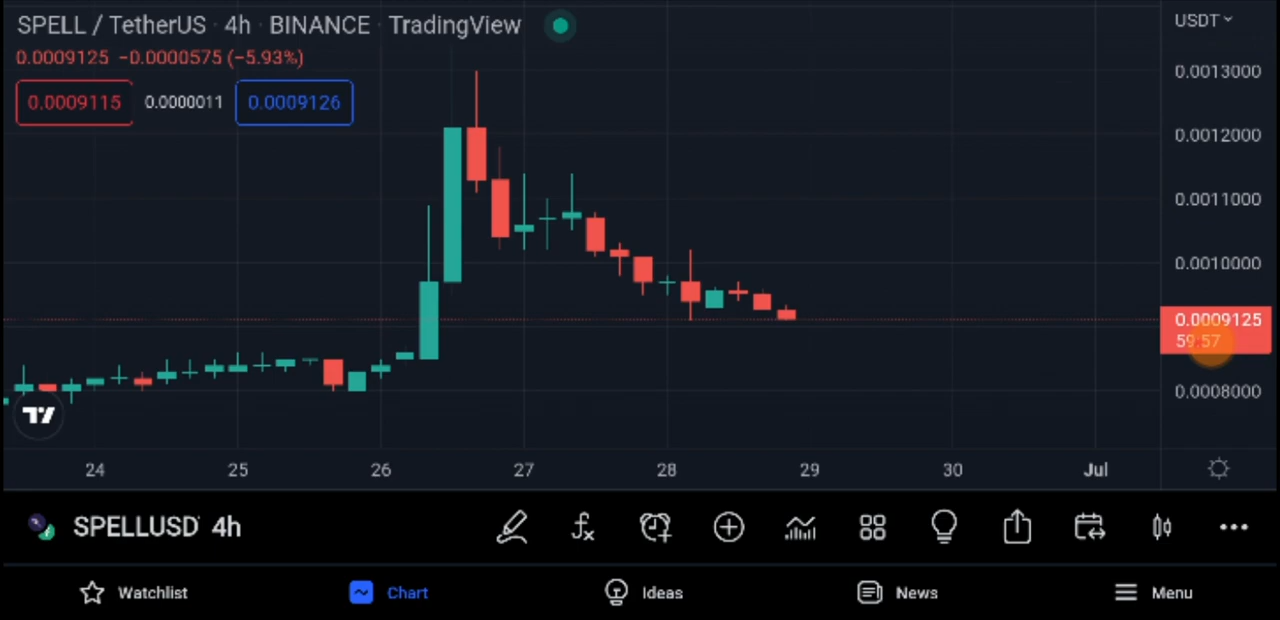 SPELL / TetherUS · 4h · BINANCE · TradingView
USDT
0.0009125 −0.0000575 (−5.93%)
0.0009115 0.0000011 0.0009126
0.0013000
0.0012000
0.0011000
0.0010000
0.0009125
59:57
0.0008000
24 25 26 27 28 29 30 Jul
SPELLUSD 4h
Watchlist Chart Ideas News Menu